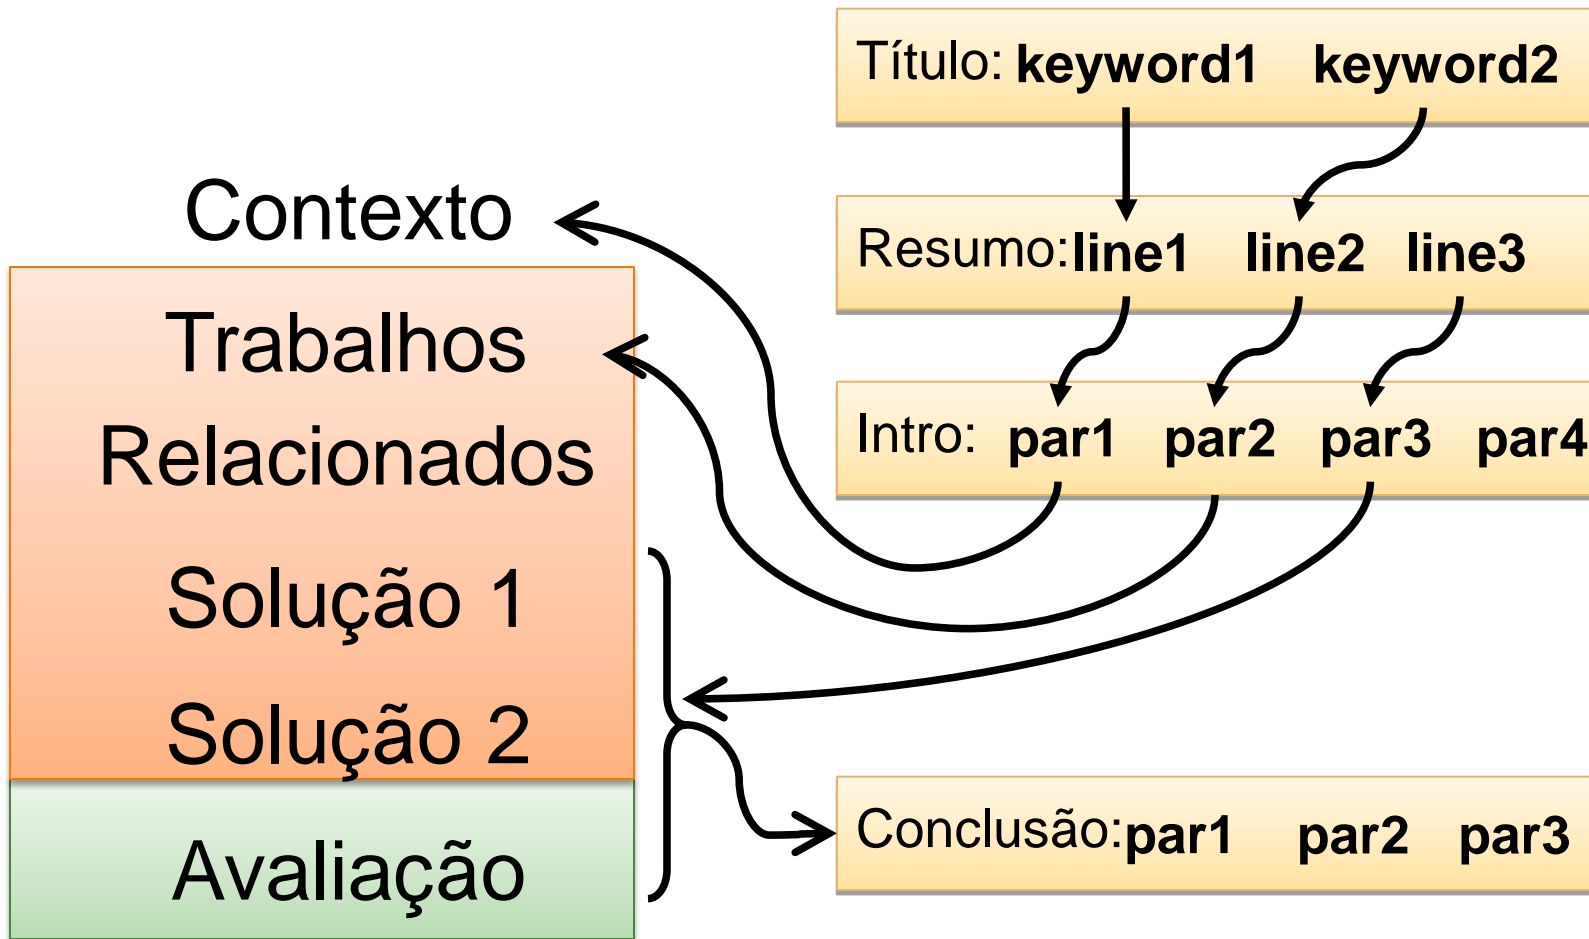 Título: keyword1 keyword2
Resumo:line1 line2 line3
Intro: par1 par2 par3 par4
Contexto
Trabalhos
Relacionados
Solução 1
Solução 2
Avaliação
Conclusão:par1 par2 par3